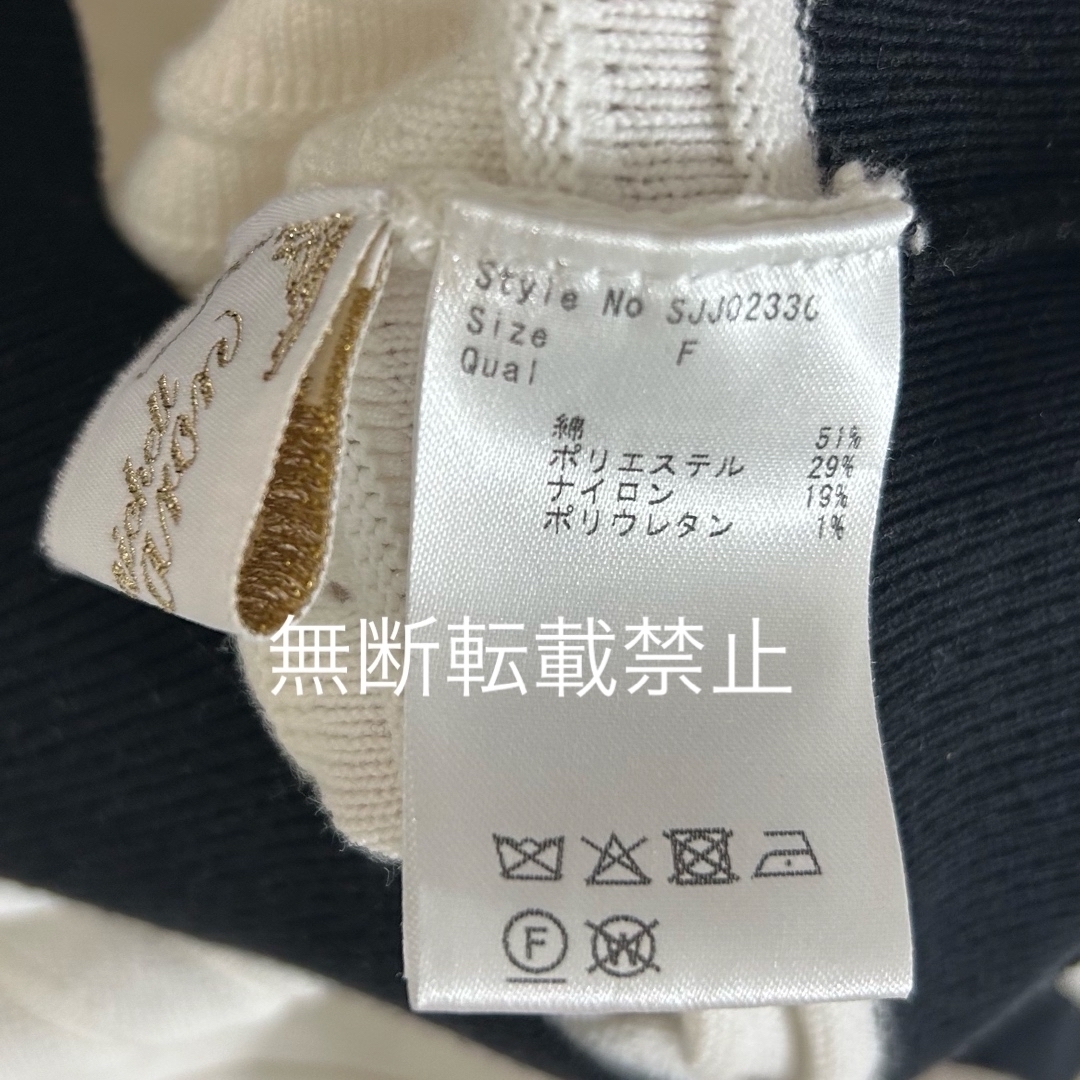 Style No SJJ02336
Size F
Qual
綿 51%
ポリエステル 29%
ナイロン 19%
ポリウレタン 1%
無断転載禁止
F
W